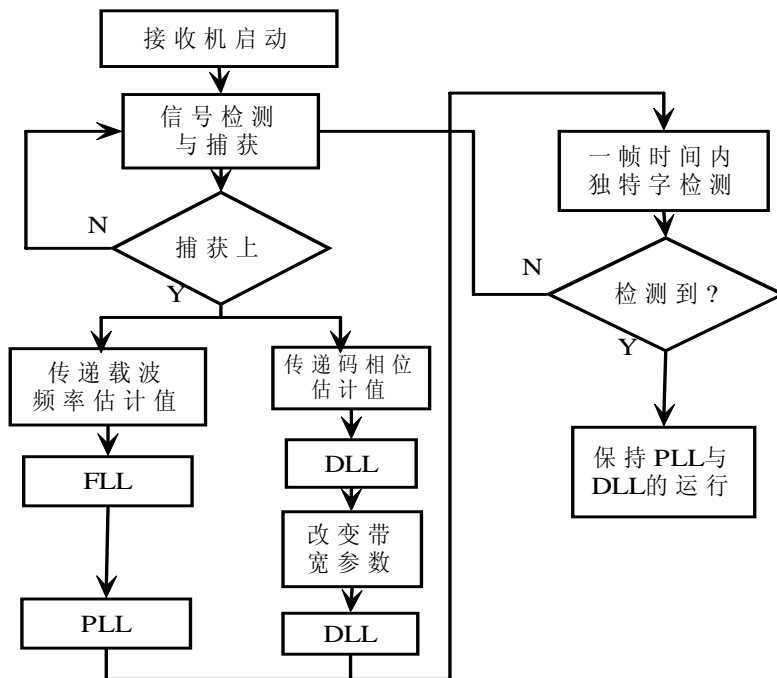 接收机启动
信号检测
与捕获
N
捕获上
Y
传递载波
频率估计值
FLL
PLL
传递码相位
估计值
DLL
改变带
宽参数
DLL
一帧时间内
独特字检测
N
检测到?
Y
保持PLL与
DLL的运行